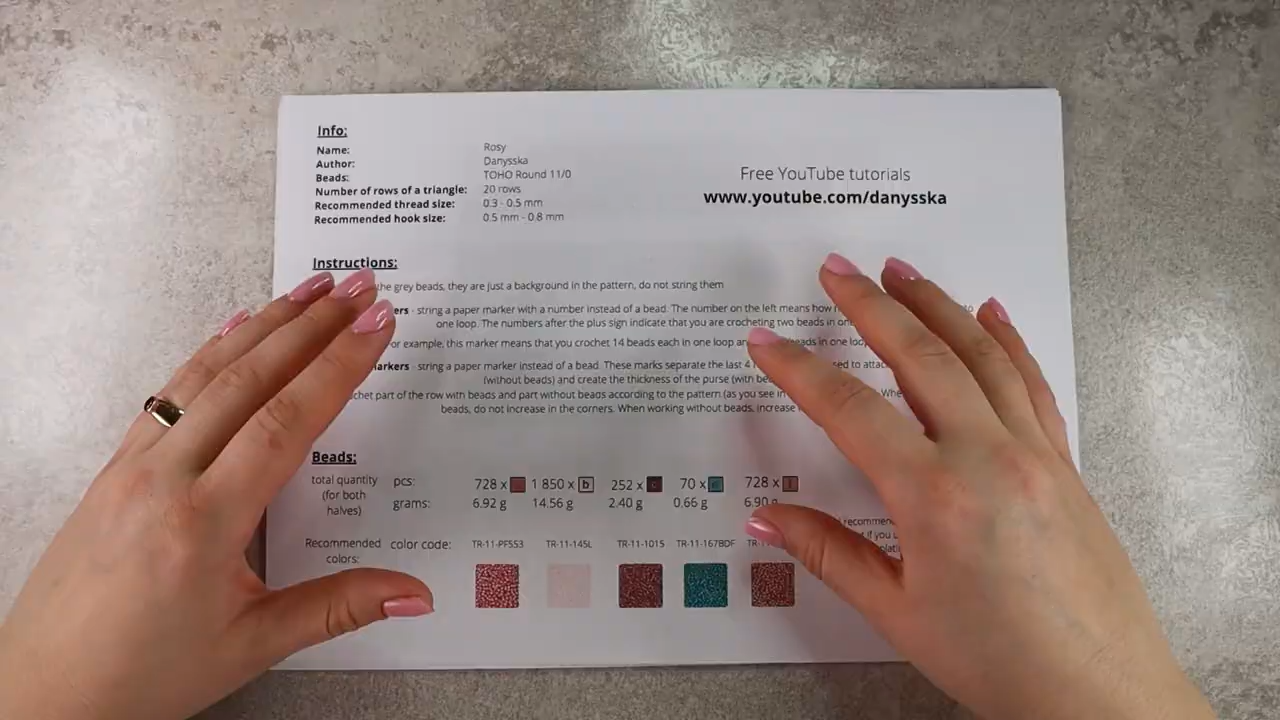 Info:
Name: Rosy
Author: Danysska
Beads: TOHO Round 11/0
Number of rows of a triangle: 20 rows
Recommended thread size: 0.3 - 0.5 mm
Recommended hook size: 0.5 mm - 0.8 mm
Free YouTube tutorials
www.youtube.com/danysska
Instructions:
the grey beads, they are just a background in the pattern, do not string them
- string a paper marker with a number instead of a bead. The number on the left means how
one loop. The numbers after the plus sign indicate that you are crocheting two beads in
example, this marker means that you crochet 14 beads each in one loop
- string a paper marker instead of a bead. These marks separate the last 4
(without beads) and create the thickness of the purse (with
part of the row with beads and part without beads according to the pattern (as you see in
beads, do not increase in the corners. When working without beads, increase
Beads:
total quantity (for both halves)
pcs: 728 x 1 850 x b 252 x c 70 x 728 x
grams: 6.92 g 14.56 g 2.40 g 0.66 g 6.90 g
Recommended colors:
color code: TR-11-PF553 TR-11-145L TR-11-1015 TR-11-167BDF